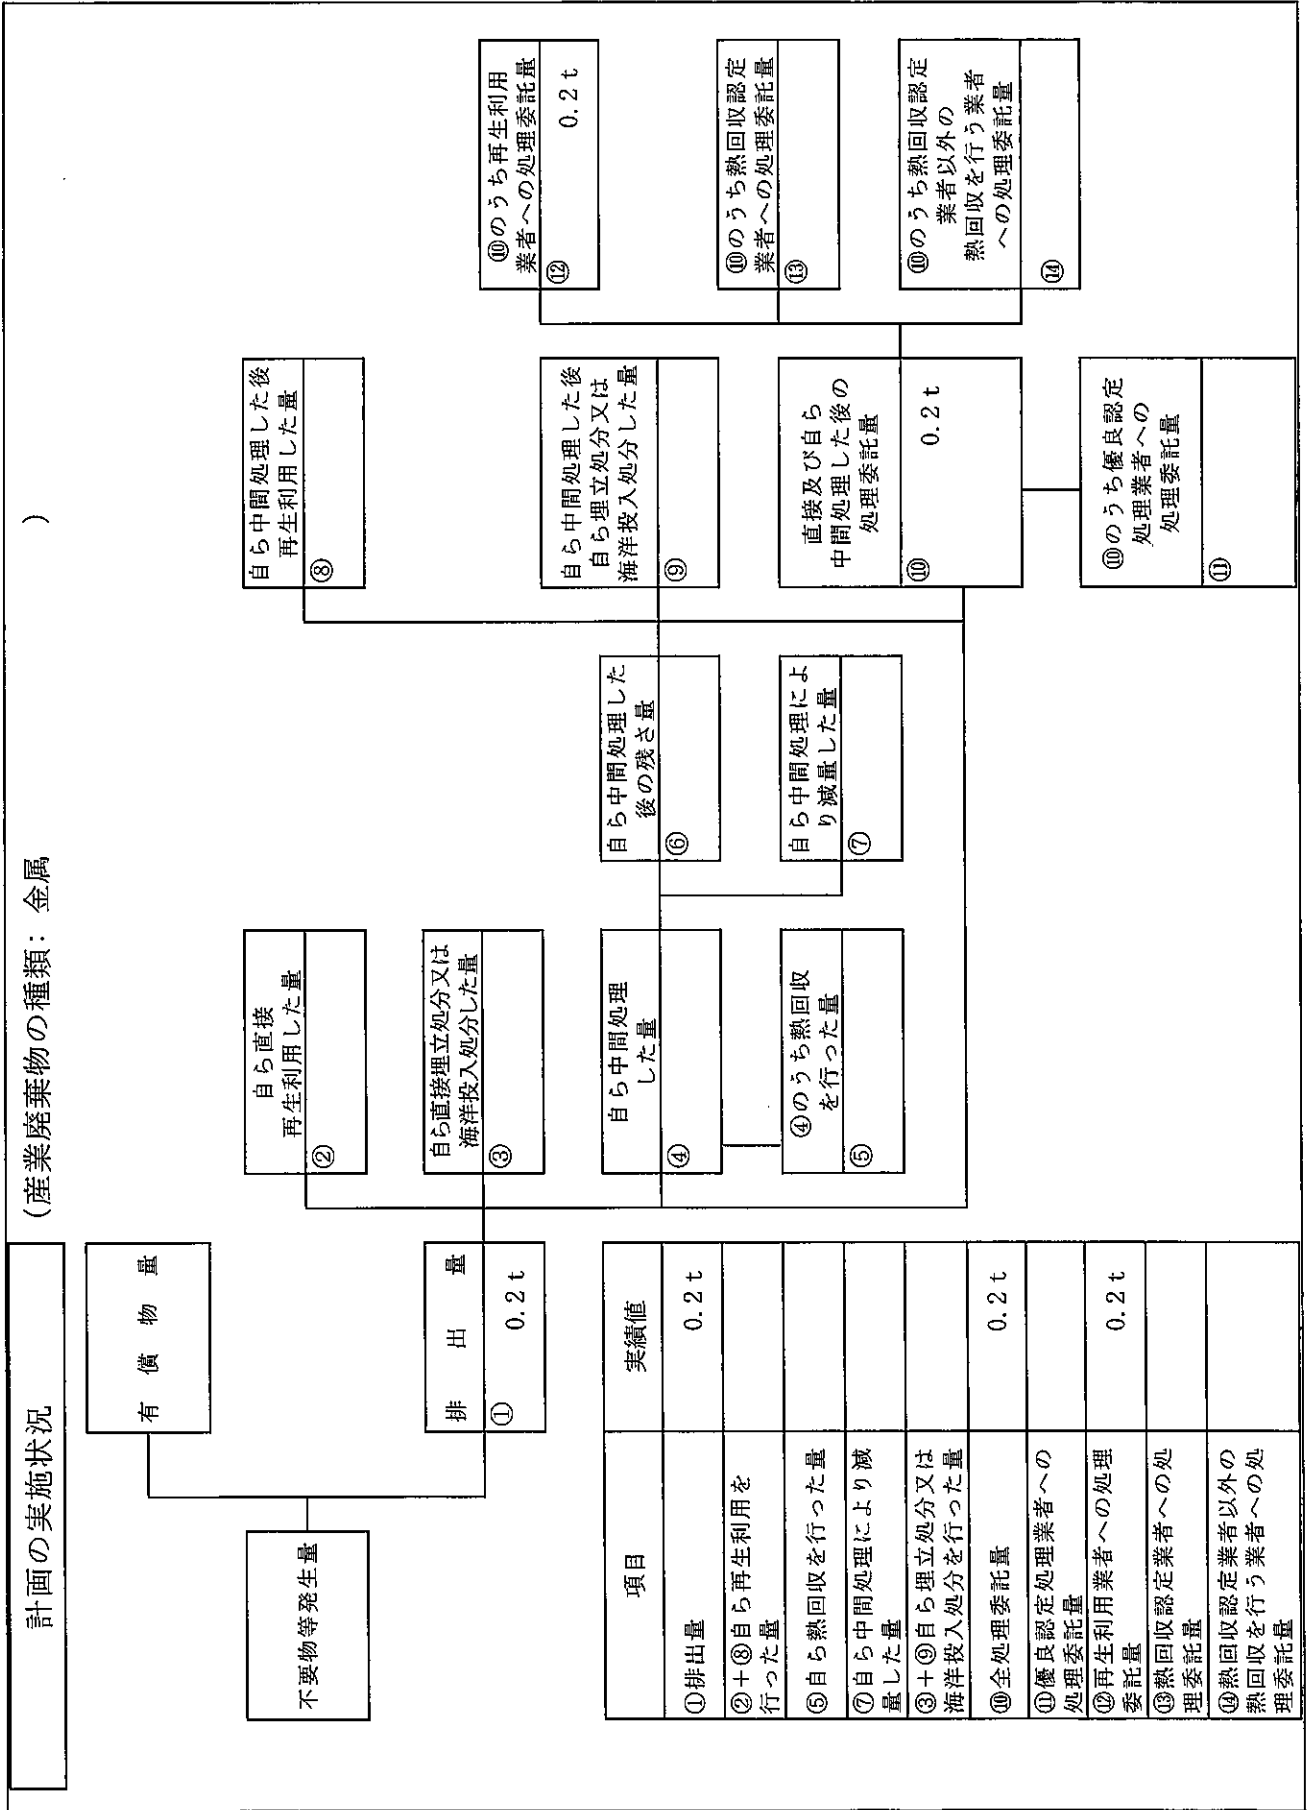 計画の実施状況
(産業廃棄物の種類： 金属 )
不要物等発生量
有償物量
排出量
① 0.2t
自ら直接
再生利用した量
②
自ら直接埋立処分又は
海洋投入処分した量
③
自ら中間処理
した量
④
④のうち熱回収
を行った量
⑤
自ら中間処理した
後の残さ量
⑥
自ら中間処理によ
り減量した量
⑦
自ら中間処理した後
再生利用した量
⑧
自ら中間処理した後
自ら埋立処分又は
海洋投入処分した量
⑨
直接及び自ら
中間処理した後の
処理委託量
⑩ 0.2t
⑩のうち優良認定
処理業者への
処理委託量
⑪
⑩のうち再生利用
業者への処理委託量
⑫ 0.2t
⑩のうち熱回収認定
業者への処理委託量
⑬
⑩のうち熱回収認定
業者以外の
熱回収を行う業者
への処理委託量
⑭
項目 実績値
①排出量 0.2t
②＋⑧自ら再生利用を
行った量
⑤自ら熱回収を行った量
⑦自ら中間処理により減
量した量
③＋⑨自ら埋立処分又は
海洋投入処分を行った量
⑩全処理委託量 0.2t
⑪優良認定処理業者への
処理委託量
⑫再生利用業者への処理
委託量 0.2t
⑬熱回収認定業者への処
理委託量
⑭熱回収認定業者以外の
熱回収を行う業者への処
理委託量